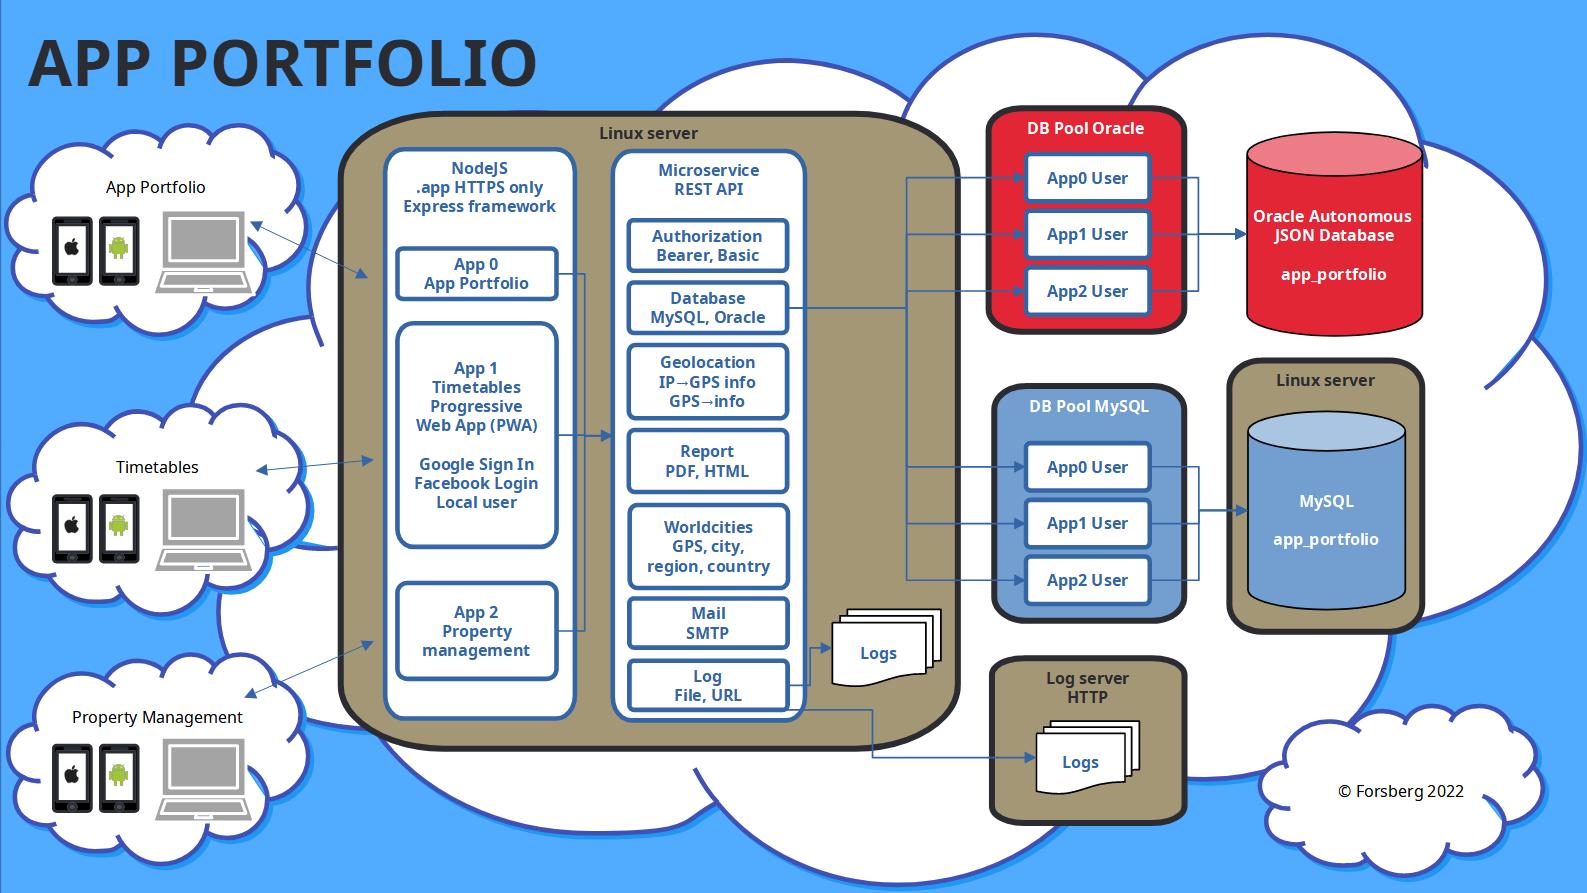 APP PORTFOLIO
App Portfolio
Timetables
Property Management
Linux server
NodeJS
.app HTTPS only
Express framework
App 0
App Portfolio
App 1
Timetables
Progressive
Web App (PWA)
Google Sign In
Facebook Login
Local user
App 2
Property
management
Microservice
REST API
Authorization
Bearer, Basic
Database
MySQL, Oracle
Geolocation
IP→GPS info
GPS→info
Report
PDF, HTML
Worldcities
GPS, city,
region, country
Mail
SMTP
Log
File, URL
Logs
DB Pool Oracle
App0 User
App1 User
App2 User
Oracle Autonomous
JSON Database
app_portfolio
DB Pool MySQL
App0 User
App1 User
App2 User
Linux server
MySQL
app_portfolio
Log server
HTTP
Logs
© Forsberg 2022